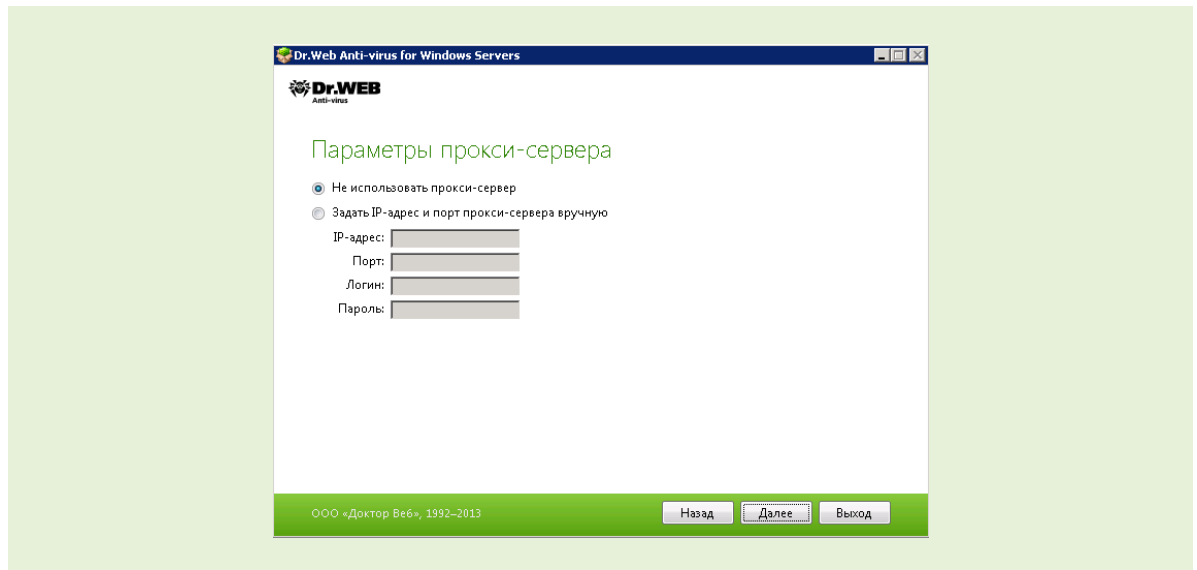 Dr.Web Anti-virus for Windows Servers
Dr.WEB
Anti-virus
Параметры прокси-сервера
Не использовать прокси-сервер
Задать IP-адрес и порт прокси-сервера вручную
IP-адрес:
Порт:
Логин:
Пароль:
ООО «Доктор Веб», 1992–2013
Назад Далее Выход